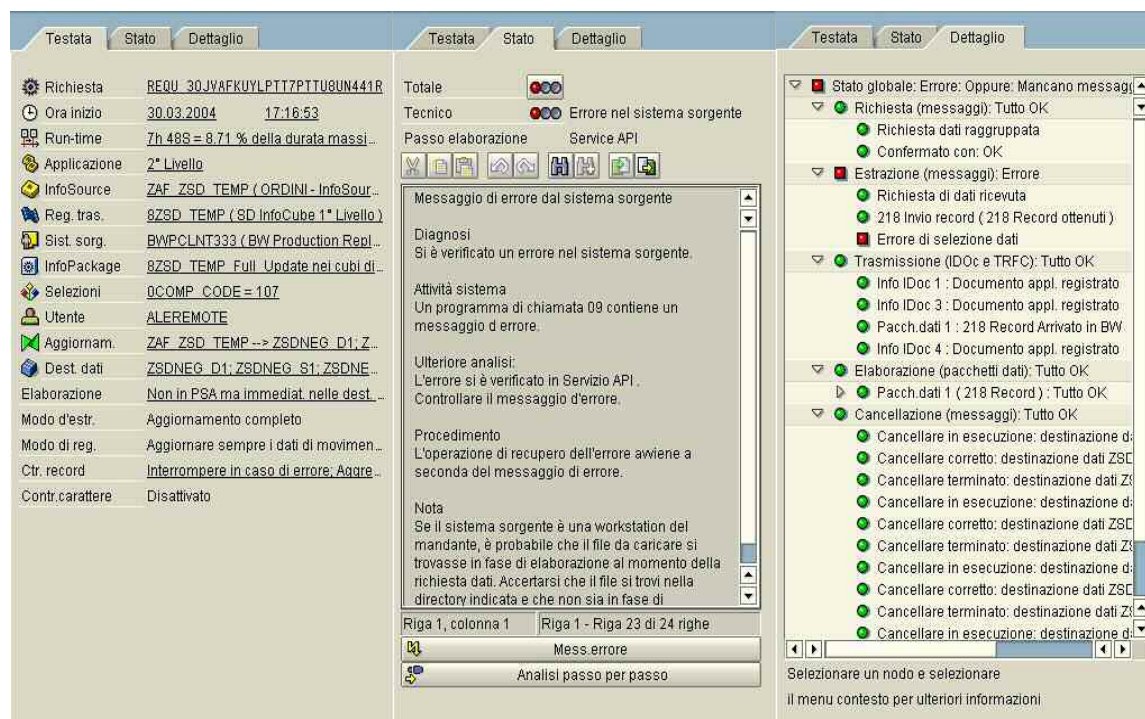 Testata Stato Dettaglio
Richiesta REQU_30JVAFKUYLPTT7PTTU8UN441R
Ora inizio 30.03.2004 17:16:53
Run-time 7h 48S = 8.71 % della durata massi...
Applicazione 2° Livello
InfoSource ZAF_ZSD_TEMP ( ORDINI - InfoSour...
Reg. tras. 8ZSD_TEMP ( SD InfoCube 1° Livello )
Sist. sorg. BWPCLNT333 ( BW Production Repl...
InfoPackage 8ZSD_TEMP_Full_Update nei cubi di...
Selezioni 0COMP_CODE = 107
Utente ALEREMOTE
Aggiornam. ZAF_ZSD_TEMP --> ZSDNEG_D1; Z...
Dest. dati ZSDNEG_D1; ZSDNEG_S1; ZSDNE...
Elaborazione Non in PSA ma immediat. nelle dest. ...
Modo d'estr. Aggiornamento completo
Modo di reg. Aggiornare sempre i dati di movimen...
Ctr. record Interrompere in caso di errore; Aggre...
Contr.carattere Disattivato
Testata Stato Dettaglio
Totale
Tecnico Errore nel sistema sorgente
Passo elaborazione Service API
Messaggio di errore dal sistema sorgente
Diagnosi
Si è verificato un errore nel sistema sorgente.
Attività sistema
Un programma di chiamata 09 contiene un
messaggio d errore.
Ulteriore analisi:
L'errore si è verificato in Servizio API .
Controllare il messaggio d'errore.
Procedimento
L'operazione di recupero dell'errore avviene a
seconda del messaggio di errore.
Nota
Se il sistema sorgente è una workstation del
mandante, è probabile che il file da caricare si
trovasse in fase di elaborazione al momento della
richiesta dati. Accertarsi che il file si trovi nella
directory indicata e che non sia in fase di
Riga 1, colonna 1 Riga 1 - Riga 23 di 24 righe
Mess.errore
Analisi passo per passo
Testata Stato Dettaglio
Stato globale: Errore: Oppure: Mancano messag
Richiesta (messaggi): Tutto OK
Richiesta dati raggruppata
Confermato con: OK
Estrazione (messaggi): Errore
Richiesta di dati ricevuta
218 Invio record ( 218 Record ottenuti )
Errore di selezione dati
Trasmissione (IDOc e TRFC): Tutto OK
Info IDoc 1 : Documento appl. registrato
Info IDoc 3 : Documento appl. registrato
Pacch.dati 1 : 218 Record Arrivato in BW
Info IDoc 4 : Documento appl. registrato
Elaborazione (pacchetti dati): Tutto OK
Pacch.dati 1 ( 218 Record ) : Tutto OK
Cancellazione (messaggi): Tutto OK
Cancellare in esecuzione: destinazione d
Cancellare corretto: destinazione dati ZSD
Cancellare terminato: destinazione dati ZS
Cancellare in esecuzione: destinazione d
Cancellare corretto: destinazione dati ZSD
Cancellare terminato: destinazione dati ZS
Cancellare in esecuzione: destinazione d
Cancellare corretto: destinazione dati ZSD
Cancellare terminato: destinazione dati ZS
Cancellare in esecuzione: destinazione d
Selezionare un nodo e selezionare
il menu contesto per ulteriori informazioni